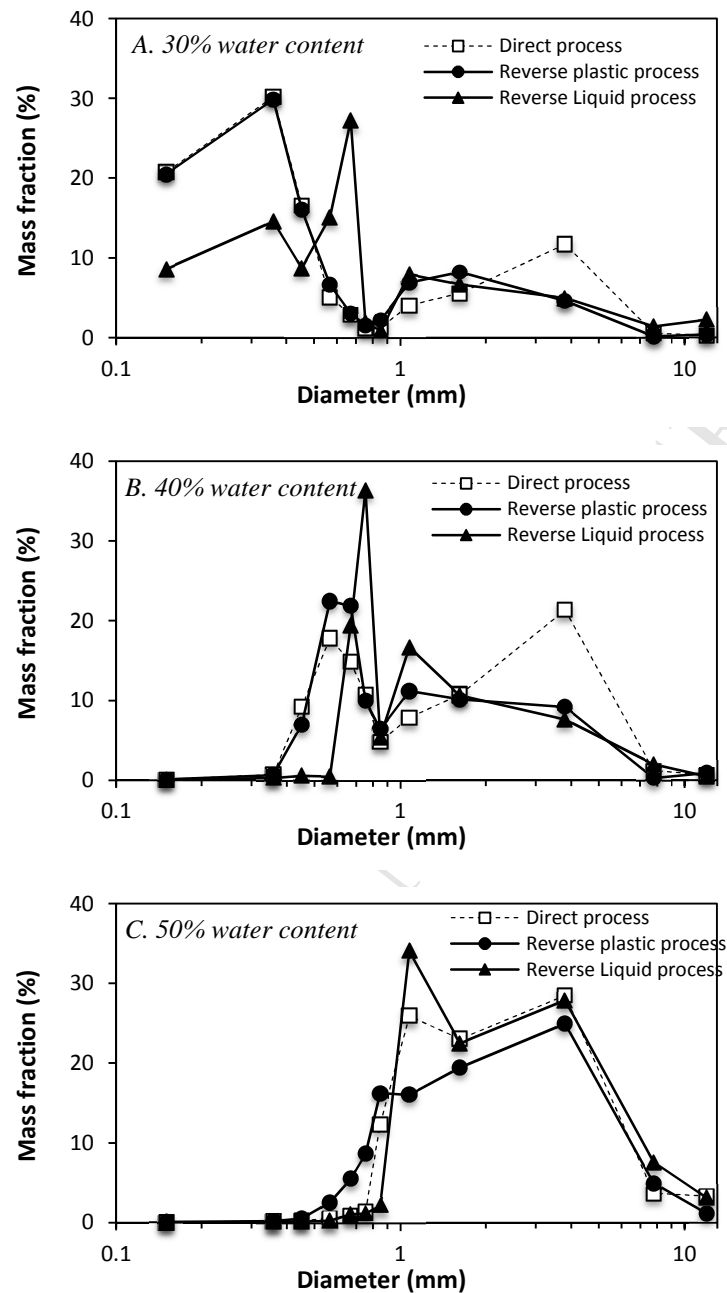 A. 30% water content
Direct process
Reverse plastic process
Reverse Liquid process
Mass fraction (%)
40
30
20
10
0
0.1 1 10
Diameter (mm)
B. 40% water content
Direct process
Reverse plastic process
Reverse Liquid process
Mass fraction (%)
40
30
20
10
0
0.1 1 10
Diameter (mm)
C. 50% water content
Direct process
Reverse plastic process
Reverse Liquid process
Mass fraction (%)
40
30
20
10
0
0.1 1 10
Diameter (mm)